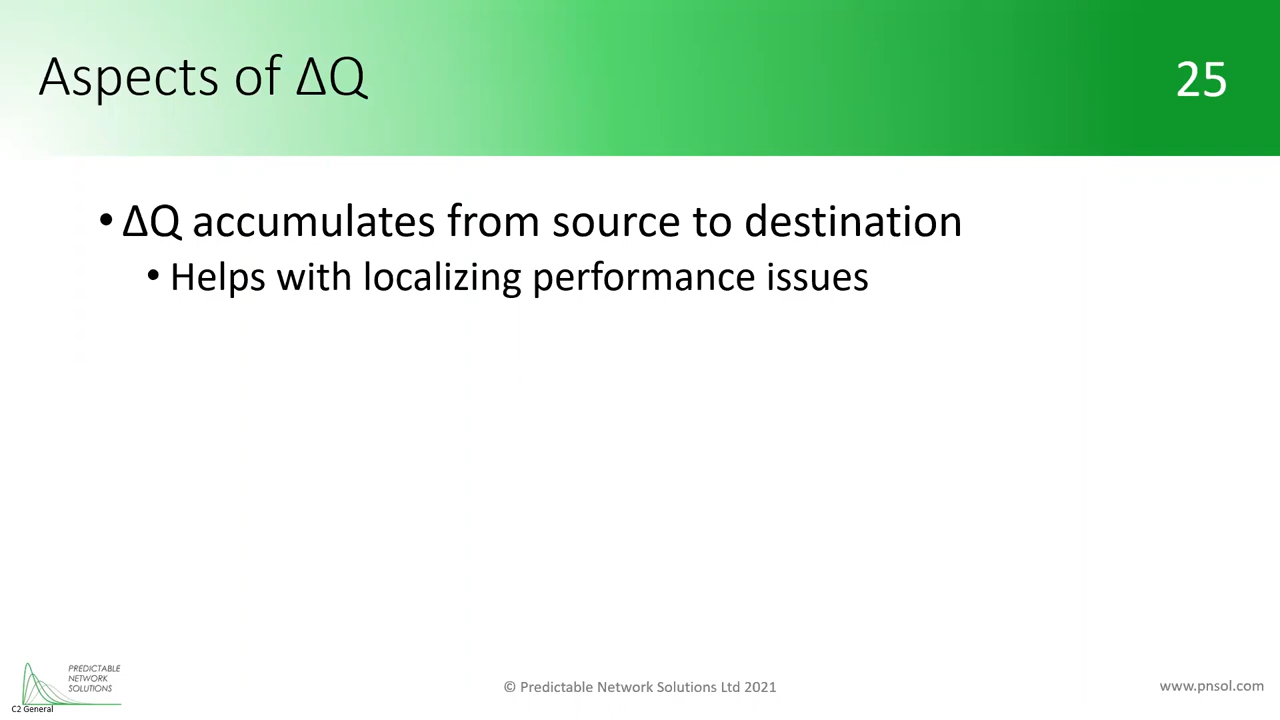 Aspects of ΔQ
25
• ΔQ accumulates from source to destination
• Helps with localizing performance issues
PREDICTABLE
NETWORK
SOLUTIONS
C2 General
© Predictable Network Solutions Ltd 2021
www.pnsol.com